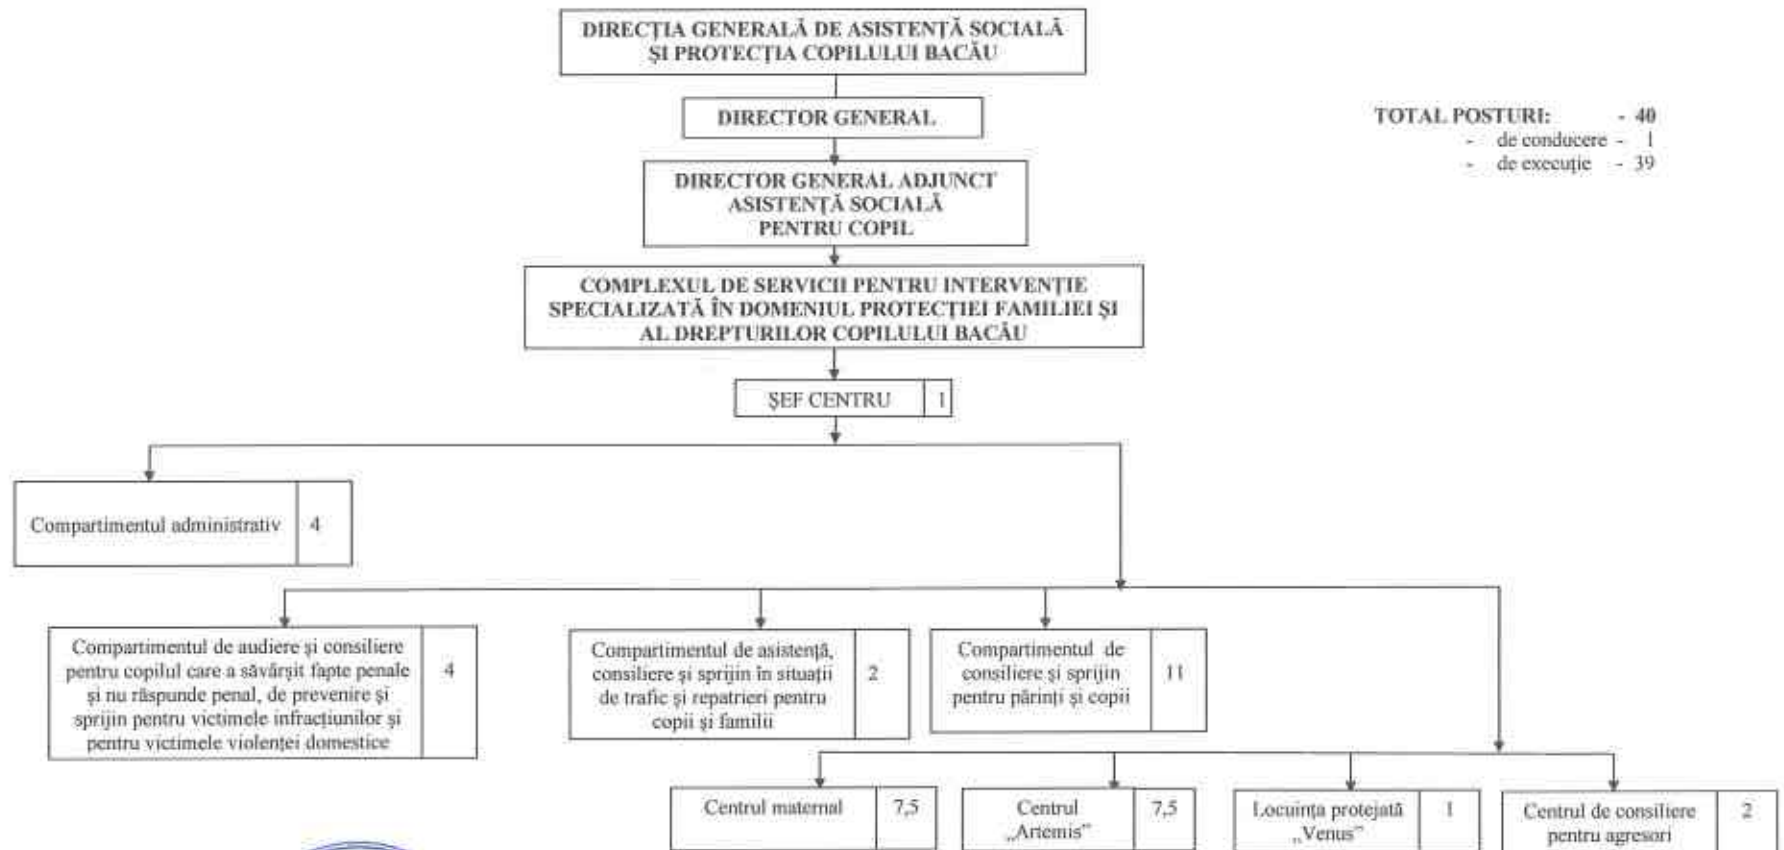 DIRECȚIA GENERALĂ DE ASISTENȚĂ SOCIALĂ
ȘI PROTECȚIA COPILULUI BACĂU
DIRECTOR GENERAL
TOTAL POSTURI: - 40
- de conducere - 1
- de execuție - 39
DIRECTOR GENERAL ADJUNCT
ASISTENȚĂ SOCIALĂ
PENTRU COPIL
COMPLEXUL DE SERVICII PENTRU INTERVENȚIE
SPECIALIZATĂ ÎN DOMENIUL PROTECȚIEI FAMILIEI ȘI
AL DREPTURILOR COPILULUI BACĂU
ȘEF CENTRU 1
Compartimentul administrativ 4
Compartimentul de audiere și consiliere
pentru copilul care a săvârșit fapte penale
și nu răspunde penal, de prevenire și
sprijin pentru victimele infracțiunilor și
pentru victimele violenței domestice
4
Compartimentul de asistență,
consiliere și sprijin în situații
de trafic și repatrieri pentru
copii și familii
2
Compartimentul de
consiliere și sprijin
pentru părinți și copii
11
Centrul maternal 7,5
Centrul
„Artemis”
7,5
Locuința protejată
„Venus”
1
Centrul de consiliere
pentru agresori
2